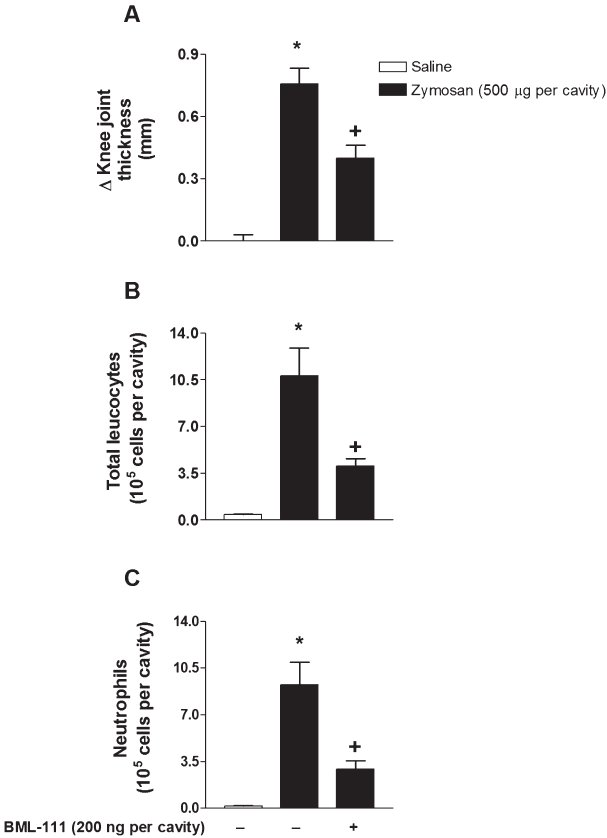 A
0.9
0.6
0.3
0.0
Δ Knee joint
thickness
(mm)
*
+
Saline
Zymosan (500 μg per cavity)
B
14.0
10.5
7.0
3.5
0.0
Total leucocytes
(10⁵ cells per cavity)
*
+
C
14.0
10.5
7.0
3.5
0.0
Neutrophils
(10⁵ cells per cavity)
*
+
BML-111 (200 ng per cavity) – – +